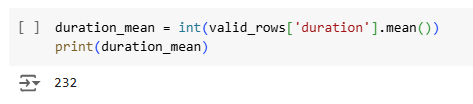 [ ] duration_mean = int(valid_rows['duration'].mean())
print(duration_mean)
232